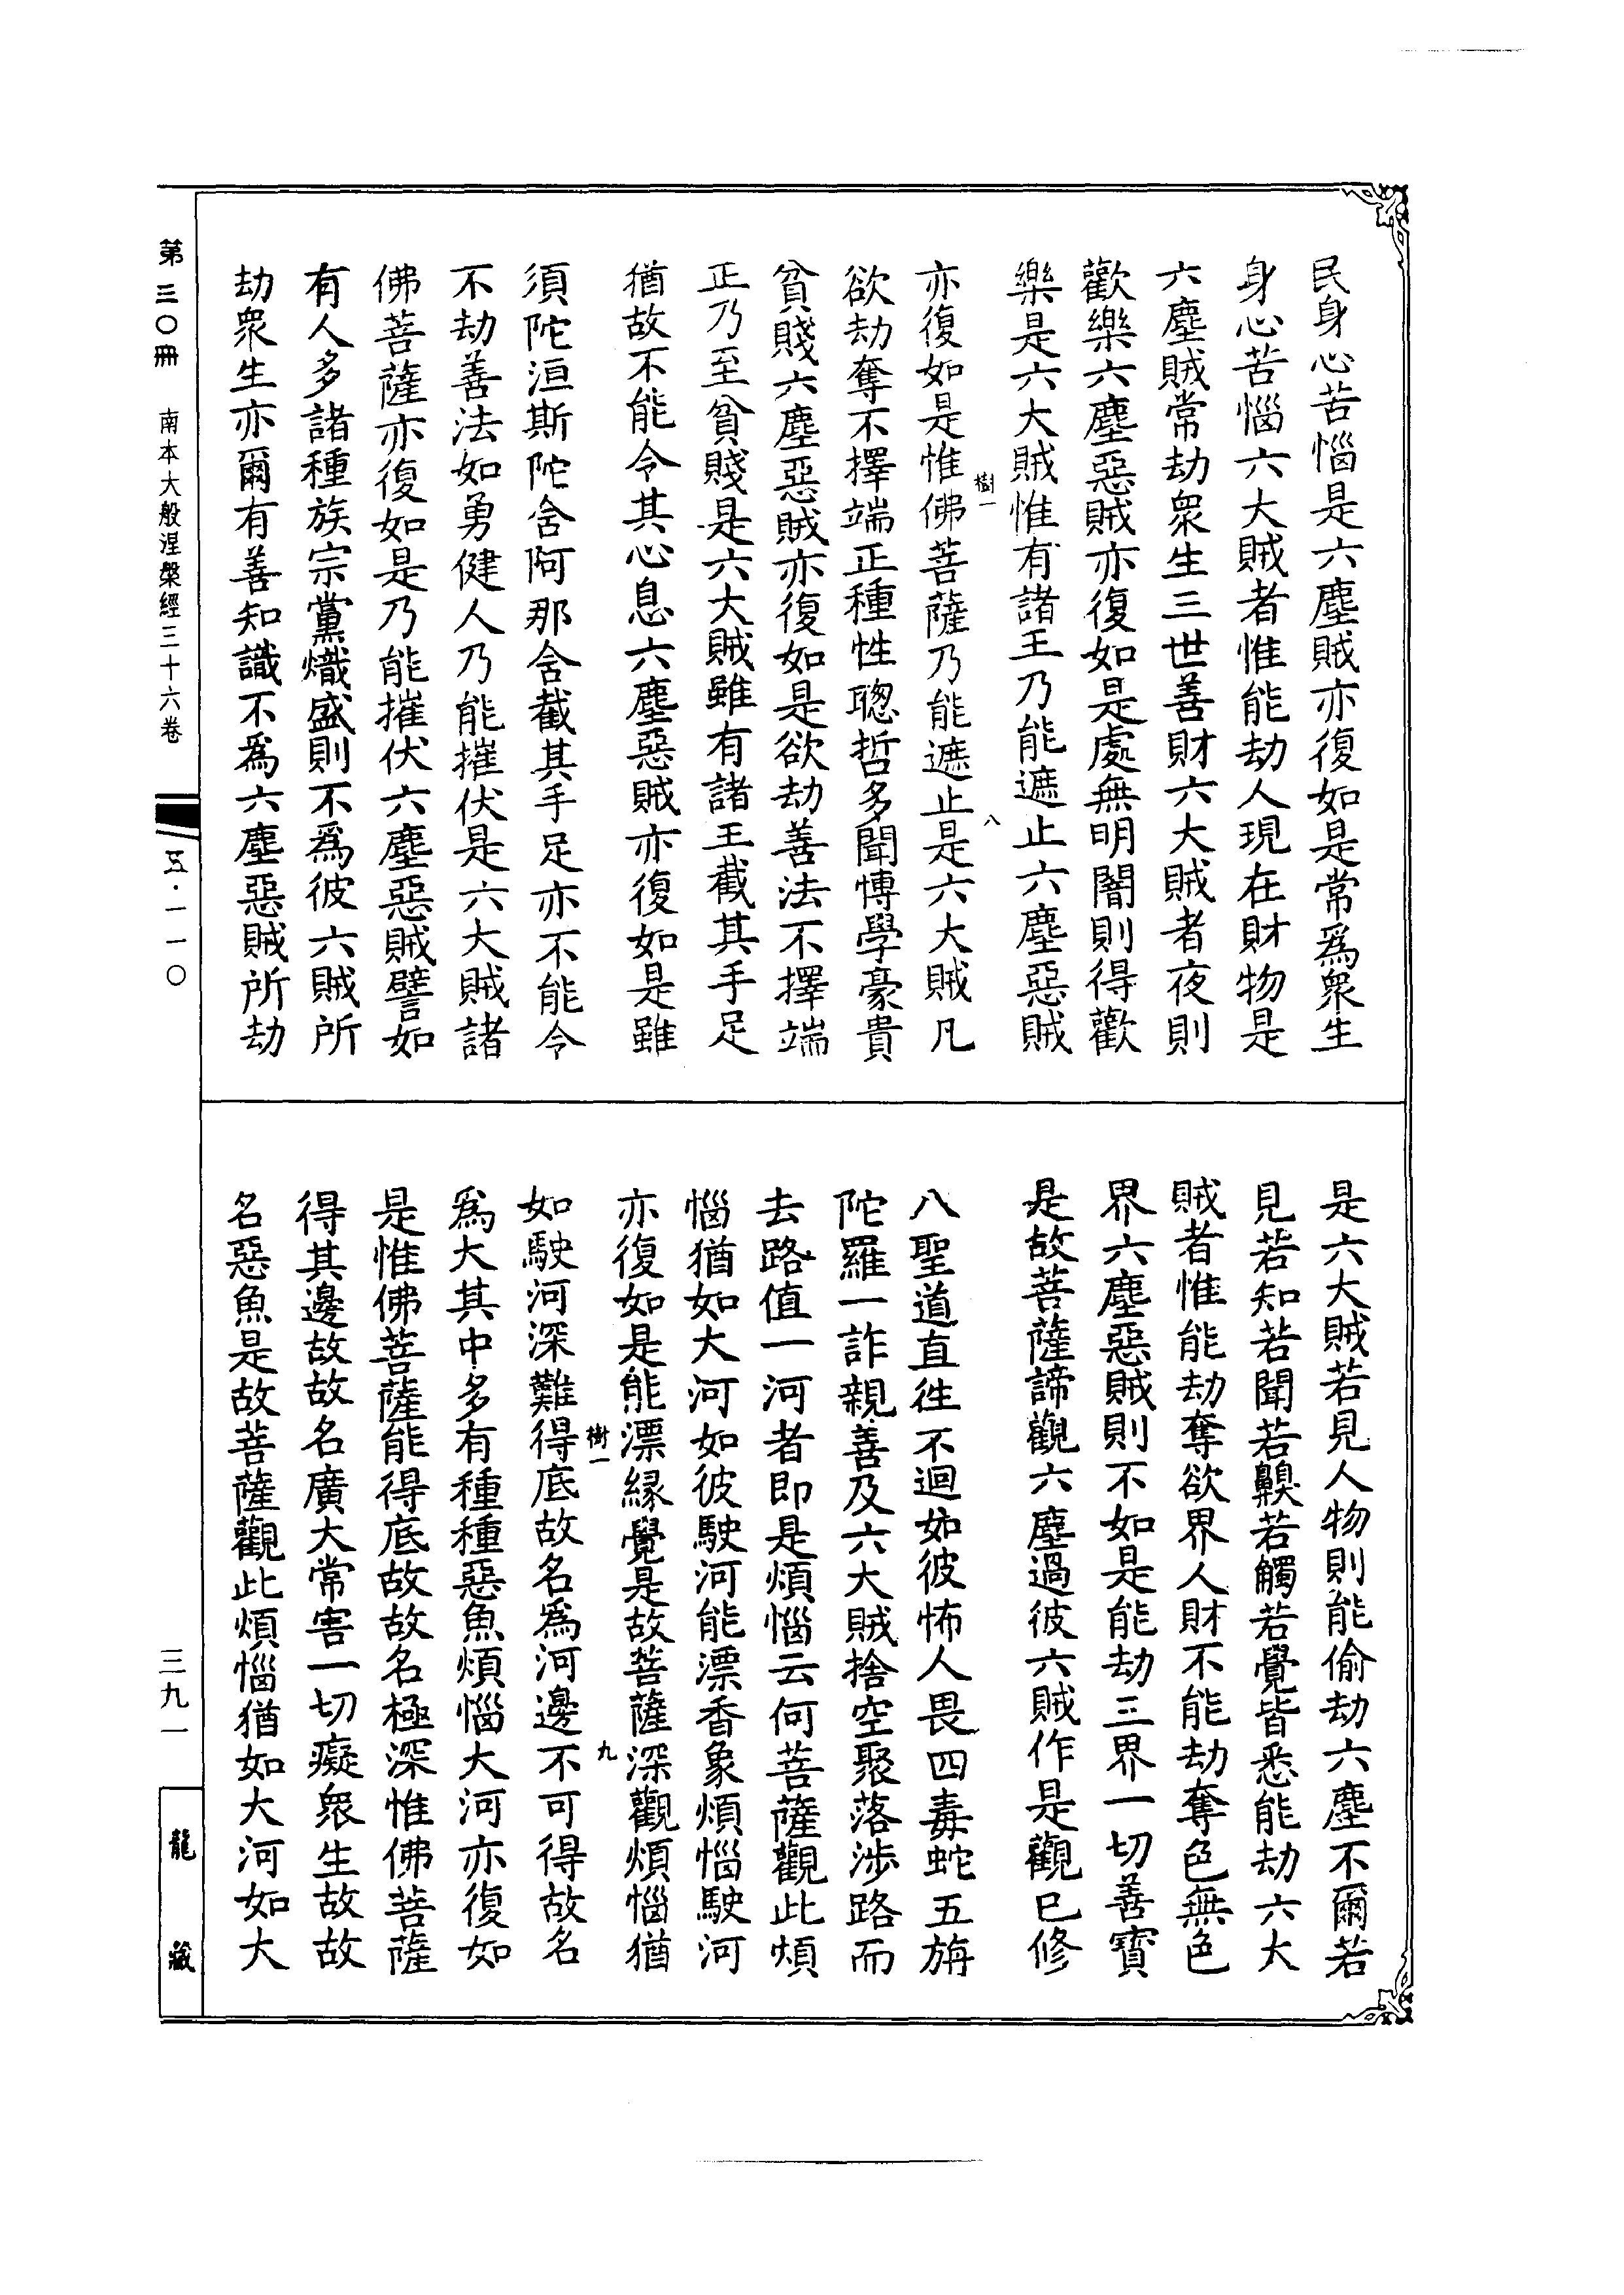 民身心苦惱是六塵賊亦復如是常為衆生
身心苦惱六大賊者惟能劫人現在財物是
六塵賊常劫衆生三世善財六大賊者夜則
歡樂六塵惡賊亦復如是處無明闇則得歡
樂是六大賊惟有諸王乃能遮止六塵惡賊
樹一
八
亦復如是惟佛菩薩乃能遮止是六大賊凡
欲劫奪不擇端正種性聰哲多聞博學豪貴
貧賤六塵惡賊亦復如是欲劫善法不擇端
正乃至貧賤是六大賊雖有諸王截其手足
猶故不能令其心息六塵惡賊亦復如是雖
須陀洹斯陀含阿那含截其手足亦不能令
不劫善法如勇健人乃能摧伏是六大賊諸
佛菩薩亦復如是乃能摧伏六塵惡賊譬如
有人多諸種族宗黨熾盛則不為彼六賊所
劫衆生亦爾有善知識不為六塵惡賊所劫
是六大賊若見人物則能偷劫六塵不爾若
見若知若聞若齅若觸若覺皆悉能劫六大
賊者惟能劫奪欲界人財不能劫奪色無色
界六塵惡賊則不如是能劫三界一切善寶
是故菩薩諦觀六塵過彼六賊作是觀已修
八聖道直往不迴如彼怖人畏四毒蛇五旃
陀羅一詐親善及六大賊捨空聚落涉路而
去路值一河者即是煩惱云何菩薩觀此煩
惱猶如大河如彼駛河能漂香象煩惱駛河
亦復如是能漂緣覺是故菩薩深觀煩惱猶
樹一
九
如駛河深難得底故名為河邊不可得故名
為大其中多有種種惡魚煩惱大河亦復如
是惟佛菩薩能得底故故名極深惟佛菩薩
得其邊故故名廣大常害一切癡衆生故故
名惡魚是故菩薩觀此煩惱猶如大河如大
第三〇冊 南本大般涅槃經三十六卷
五·一一〇
三九一
龍藏